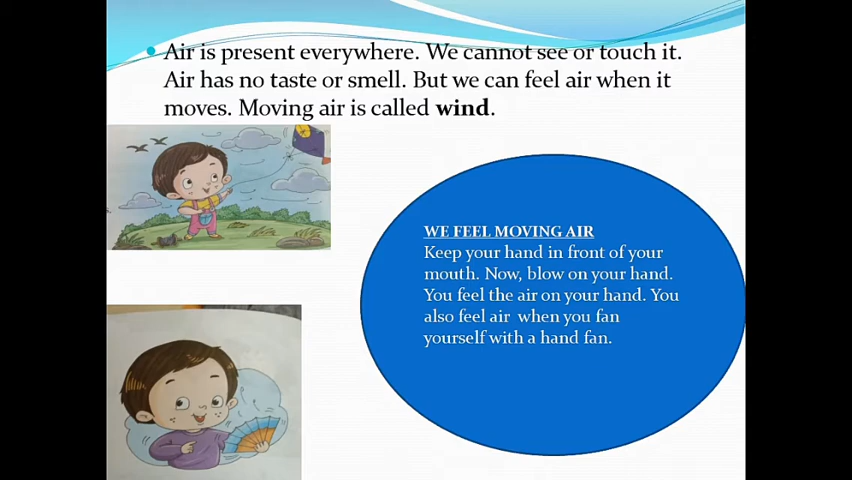 Air is present everywhere. We cannot see or touch it.
Air has no taste or smell. But we can feel air when it
moves. Moving air is called wind.
WE FEEL MOVING AIR
Keep your hand in front of your
mouth. Now, blow on your hand.
You feel the air on your hand. You
also feel air when you fan
yourself with a hand fan.